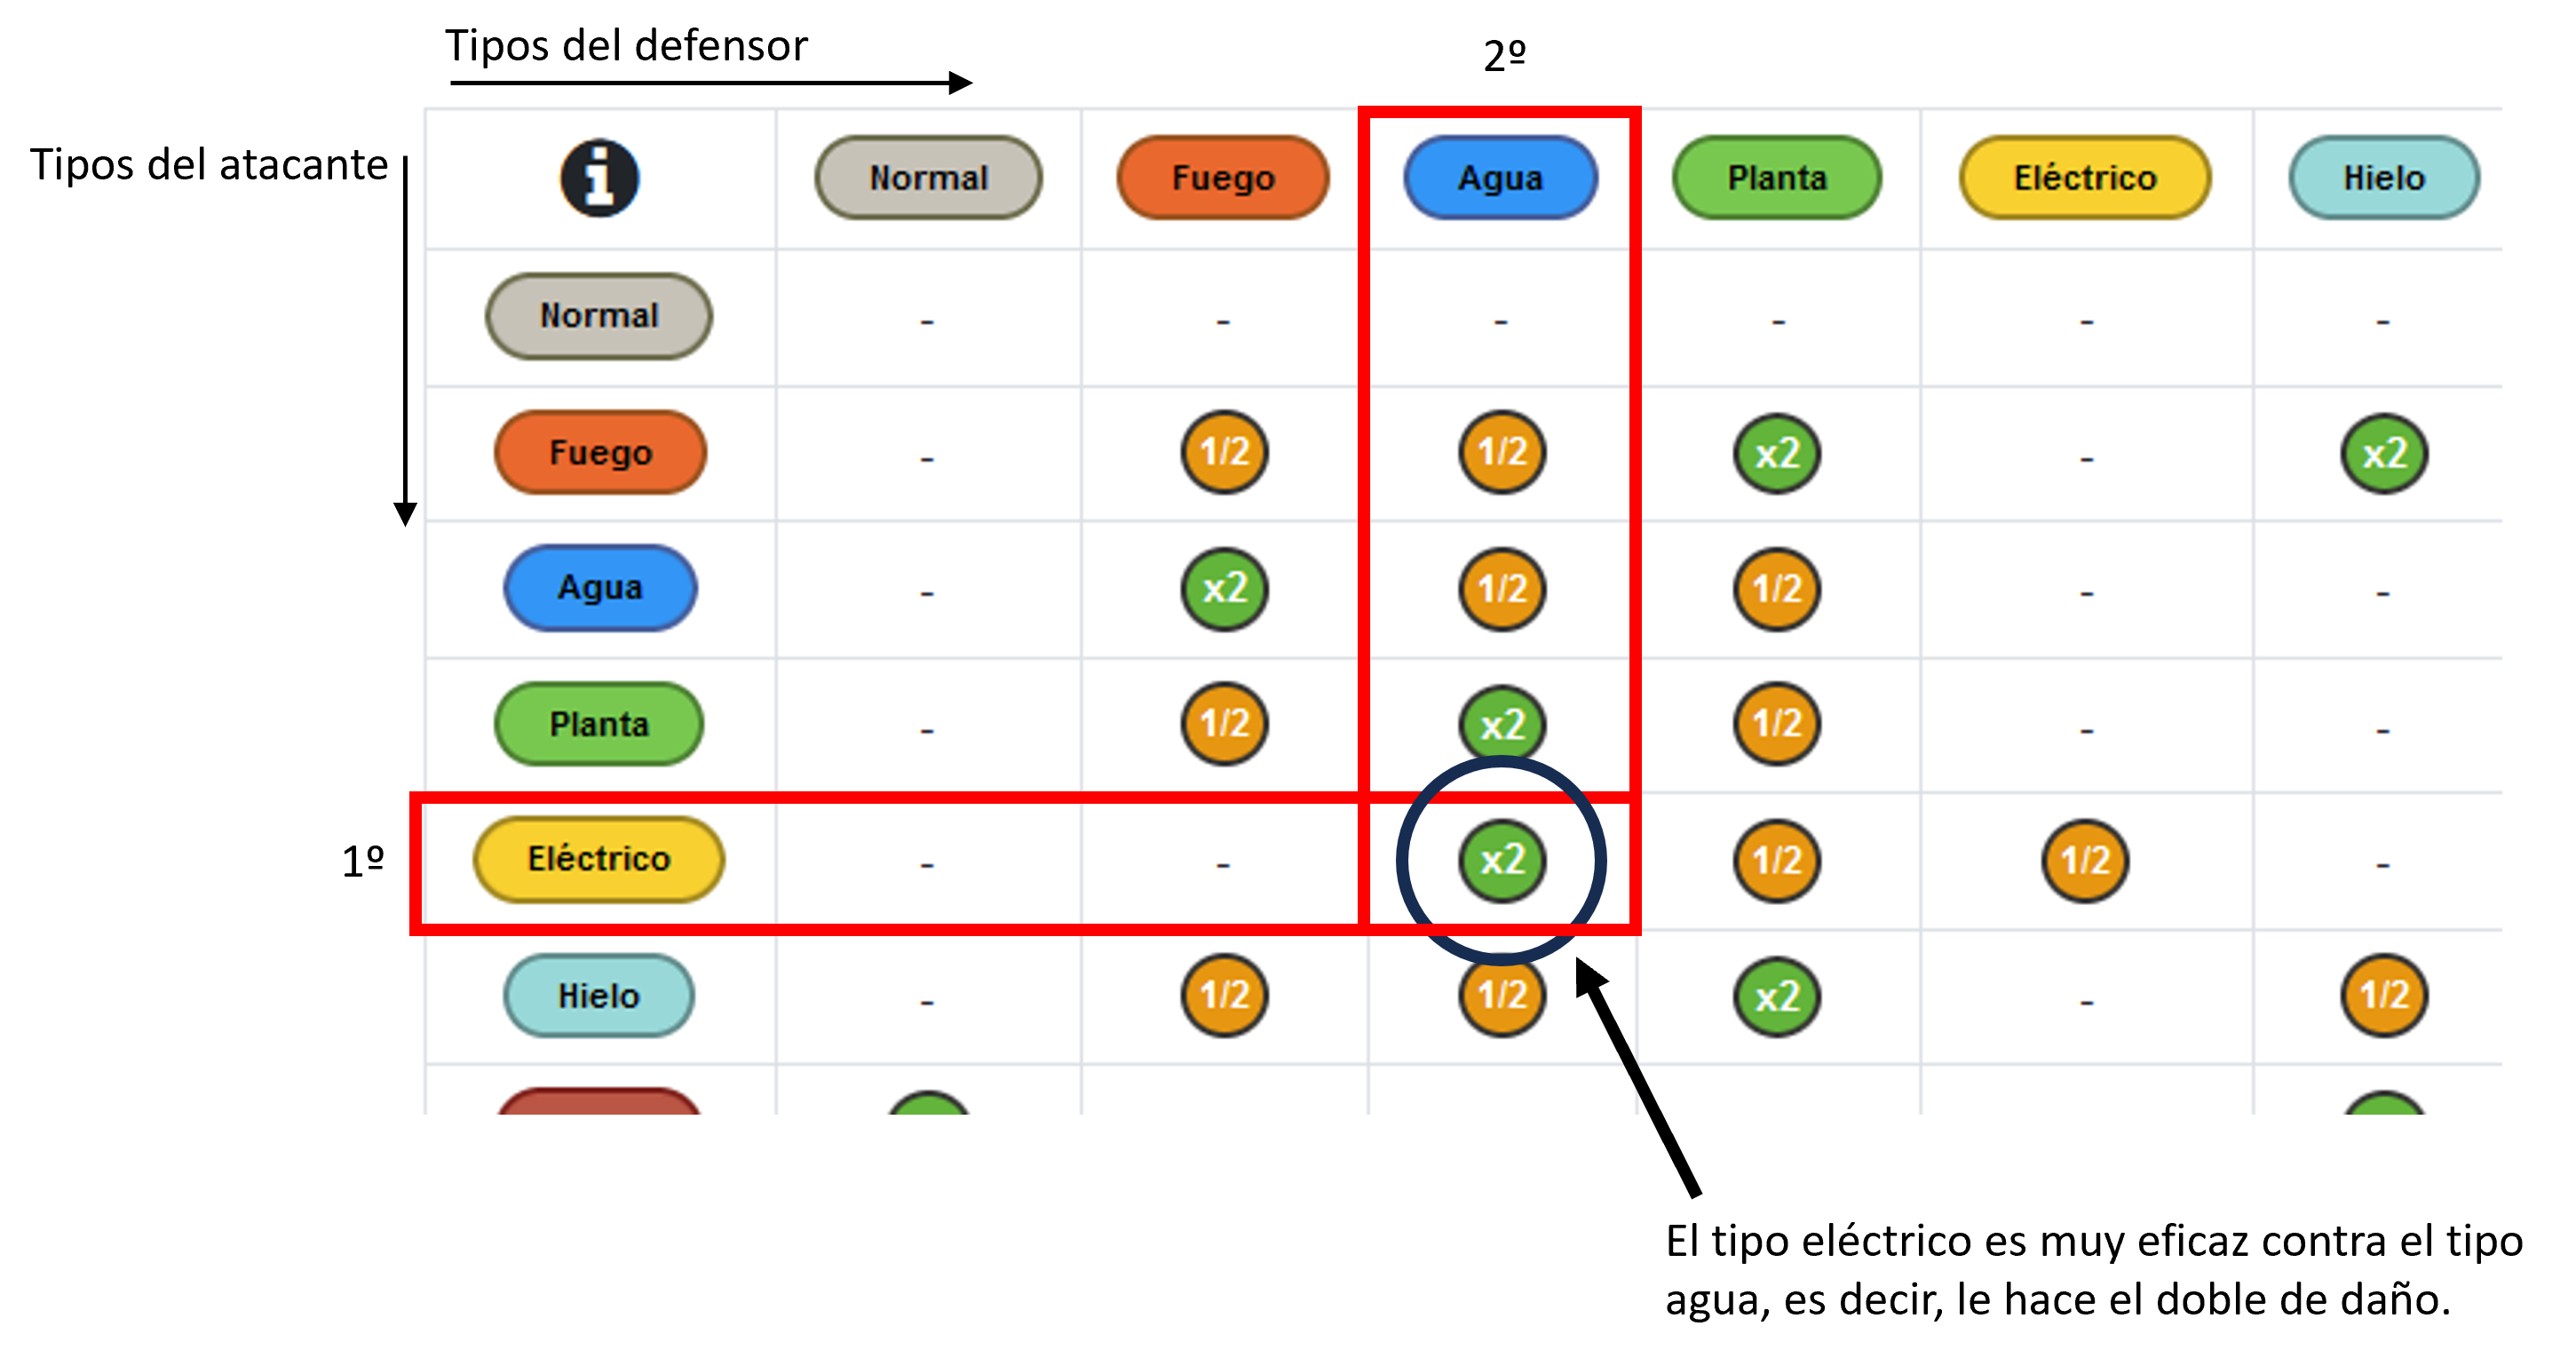 Tipos del defensor
2º
Tipos del atacante
i Normal Fuego Agua Planta Eléctrico Hielo
Normal - - - - - -
Fuego - 1/2 1/2 x2 - x2
Agua - x2 1/2 1/2 - -
Planta - 1/2 x2 1/2 - -
1º Eléctrico - - x2 1/2 1/2 -
Hielo - 1/2 1/2 x2 - 1/2
El tipo eléctrico es muy eficaz contra el tipo
agua, es decir, le hace el doble de daño.